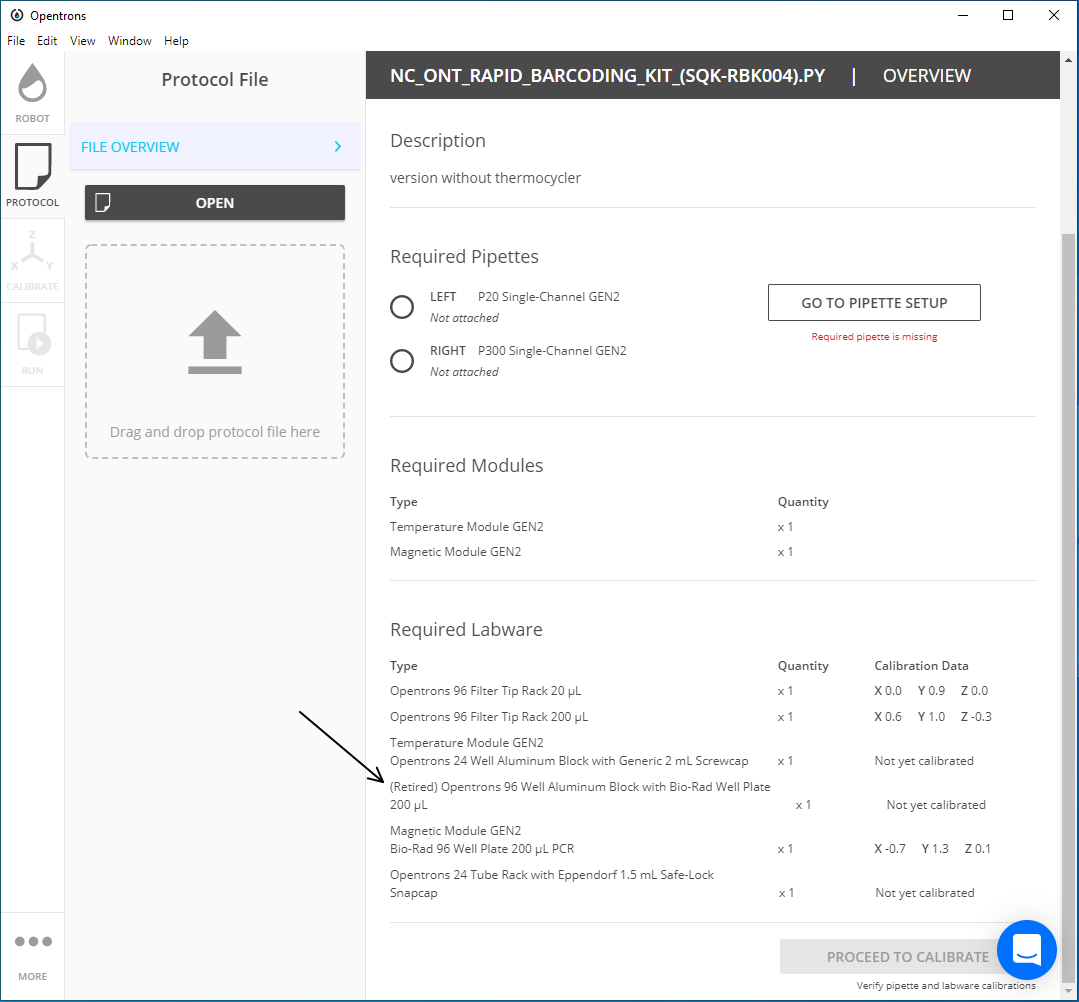 Opentrons
File Edit View Window Help
ROBOT
PROTOCOL
Z
X Y
CALIBRATE
RUN
MORE
Protocol File
FILE OVERVIEW
OPEN
Drag and drop protocol file here
NC_ONT_RAPID_BARCODING_KIT_(SQK-RBK004).PY | OVERVIEW
Description
version without thermocycler
Required Pipettes
LEFT P20 Single-Channel GEN2
Not attached
RIGHT P300 Single-Channel GEN2
Not attached
GO TO PIPETTE SETUP
Required pipette is missing
Required Modules
Type Quantity
Temperature Module GEN2 x 1
Magnetic Module GEN2 x 1
Required Labware
Type Quantity Calibration Data
Opentrons 96 Filter Tip Rack 20 µL x 1 X 0.0 Y 0.9 Z 0.0
Opentrons 96 Filter Tip Rack 200 µL x 1 X 0.6 Y 1.0 Z -0.3
Temperature Module GEN2
Opentrons 24 Well Aluminum Block with Generic 2 mL Screwcap x 1 Not yet calibrated
(Retired) Opentrons 96 Well Aluminum Block with Bio-Rad Well Plate
200 µL x 1 Not yet calibrated
Magnetic Module GEN2
Bio-Rad 96 Well Plate 200 µL PCR x 1 X -0.7 Y 1.3 Z 0.1
Opentrons 24 Tube Rack with Eppendorf 1.5 mL Safe-Lock
Snapcap x 1 Not yet calibrated
PROCEED TO CALIBRATE
Verify pipette and labware calibrations